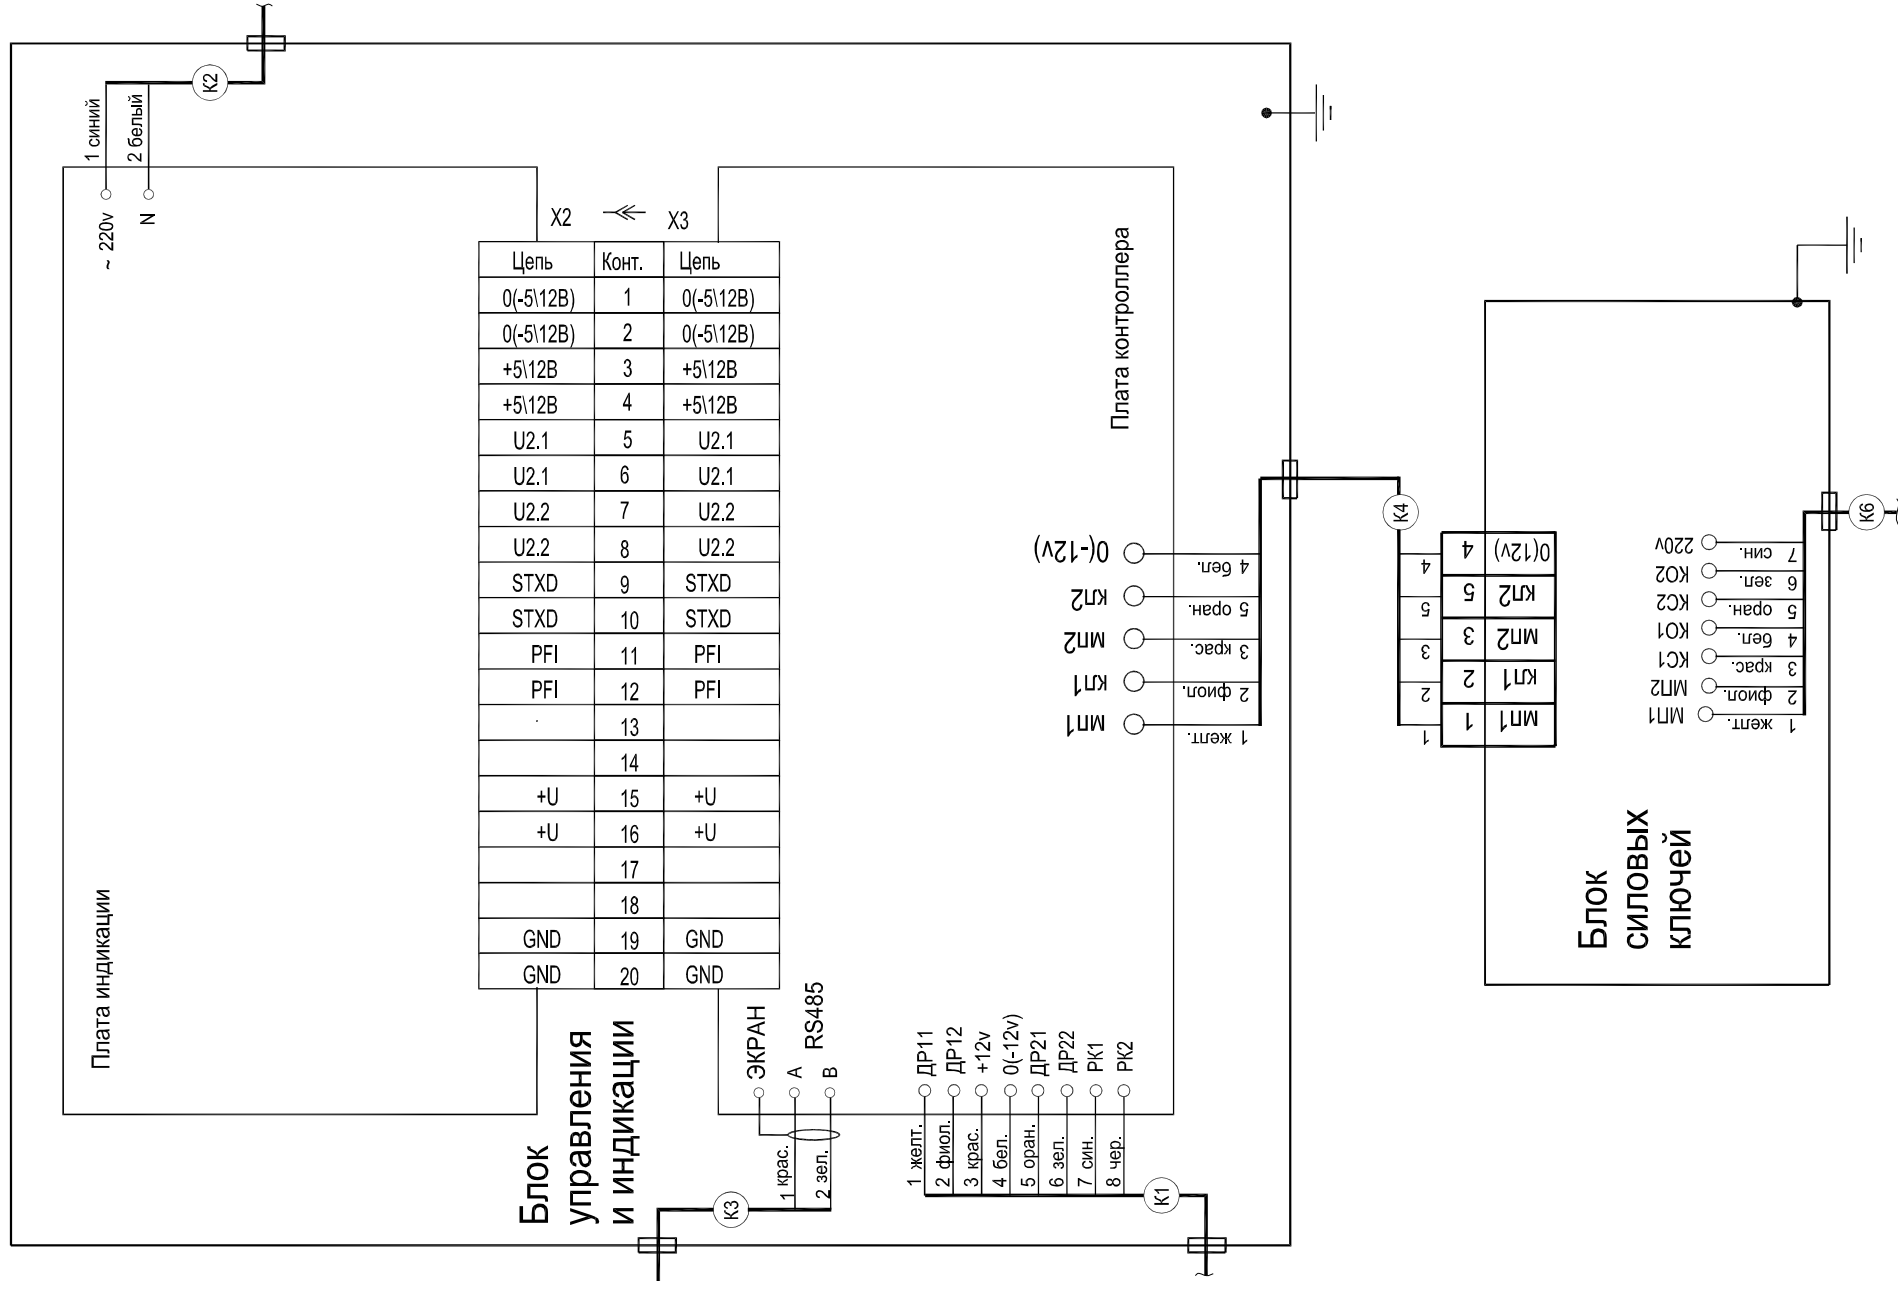 К2
1 синий
2 белый
~ 220v
N
X2
X3
Цепь Конт. Цепь
0(-5\12В) 1 0(-5\12В)
0(-5\12В) 2 0(-5\12В)
+5\12В 3 +5\12В
+5\12В 4 +5\12В
U2.1 5 U2.1
U2.1 6 U2.1
U2.2 7 U2.2
U2.2 8 U2.2
STXD 9 STXD
STXD 10 STXD
PFI 11 PFI
PFI 12 PFI
13
14
+U 15 +U
+U 16 +U
17
18
GND 19 GND
GND 20 GND
Плата индикации
Плата контроллера
Блок
управления
и индикации
ЭКРАН
A
B
RS485
1 крас.
2 зел.
К3
ДР11
ДР12
+12v
0(-12v)
ДР21
ДР22
РК1
РК2
1 желт.
2 фиол.
3 крас.
4 бел.
5 оран.
6 зел.
7 син.
8 чер.
К1
0(-12v)
КЛ2
МП2
КЛ1
МП1
4 бел.
5 оран.
3 крас.
2 фиол.
1 желт.
К4
4
5
3
2
1
4 0(12v)
5 КЛ2
3 МП2
2 КЛ1
1 МП1
220v
КО2
КС2
КО1
КС1
МП2
МП1
7 син.
6 зел.
5 оран.
4 бел.
3 крас.
2 фиол.
1 желт.
К6
Блок
силовых
ключей